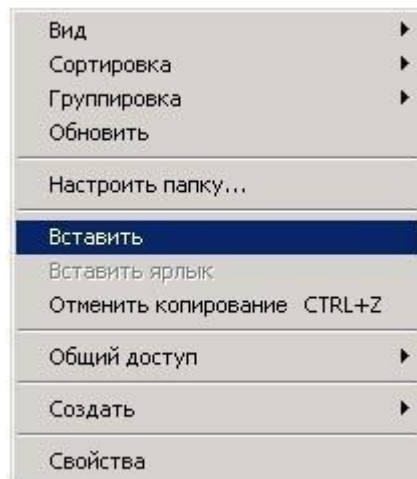 Вид
Сортировка
Группировка
Обновить
Настроить папку...
Вставить
Вставить ярлык
Отменить копирование CTRL+Z
Общий доступ
Создать
Свойства